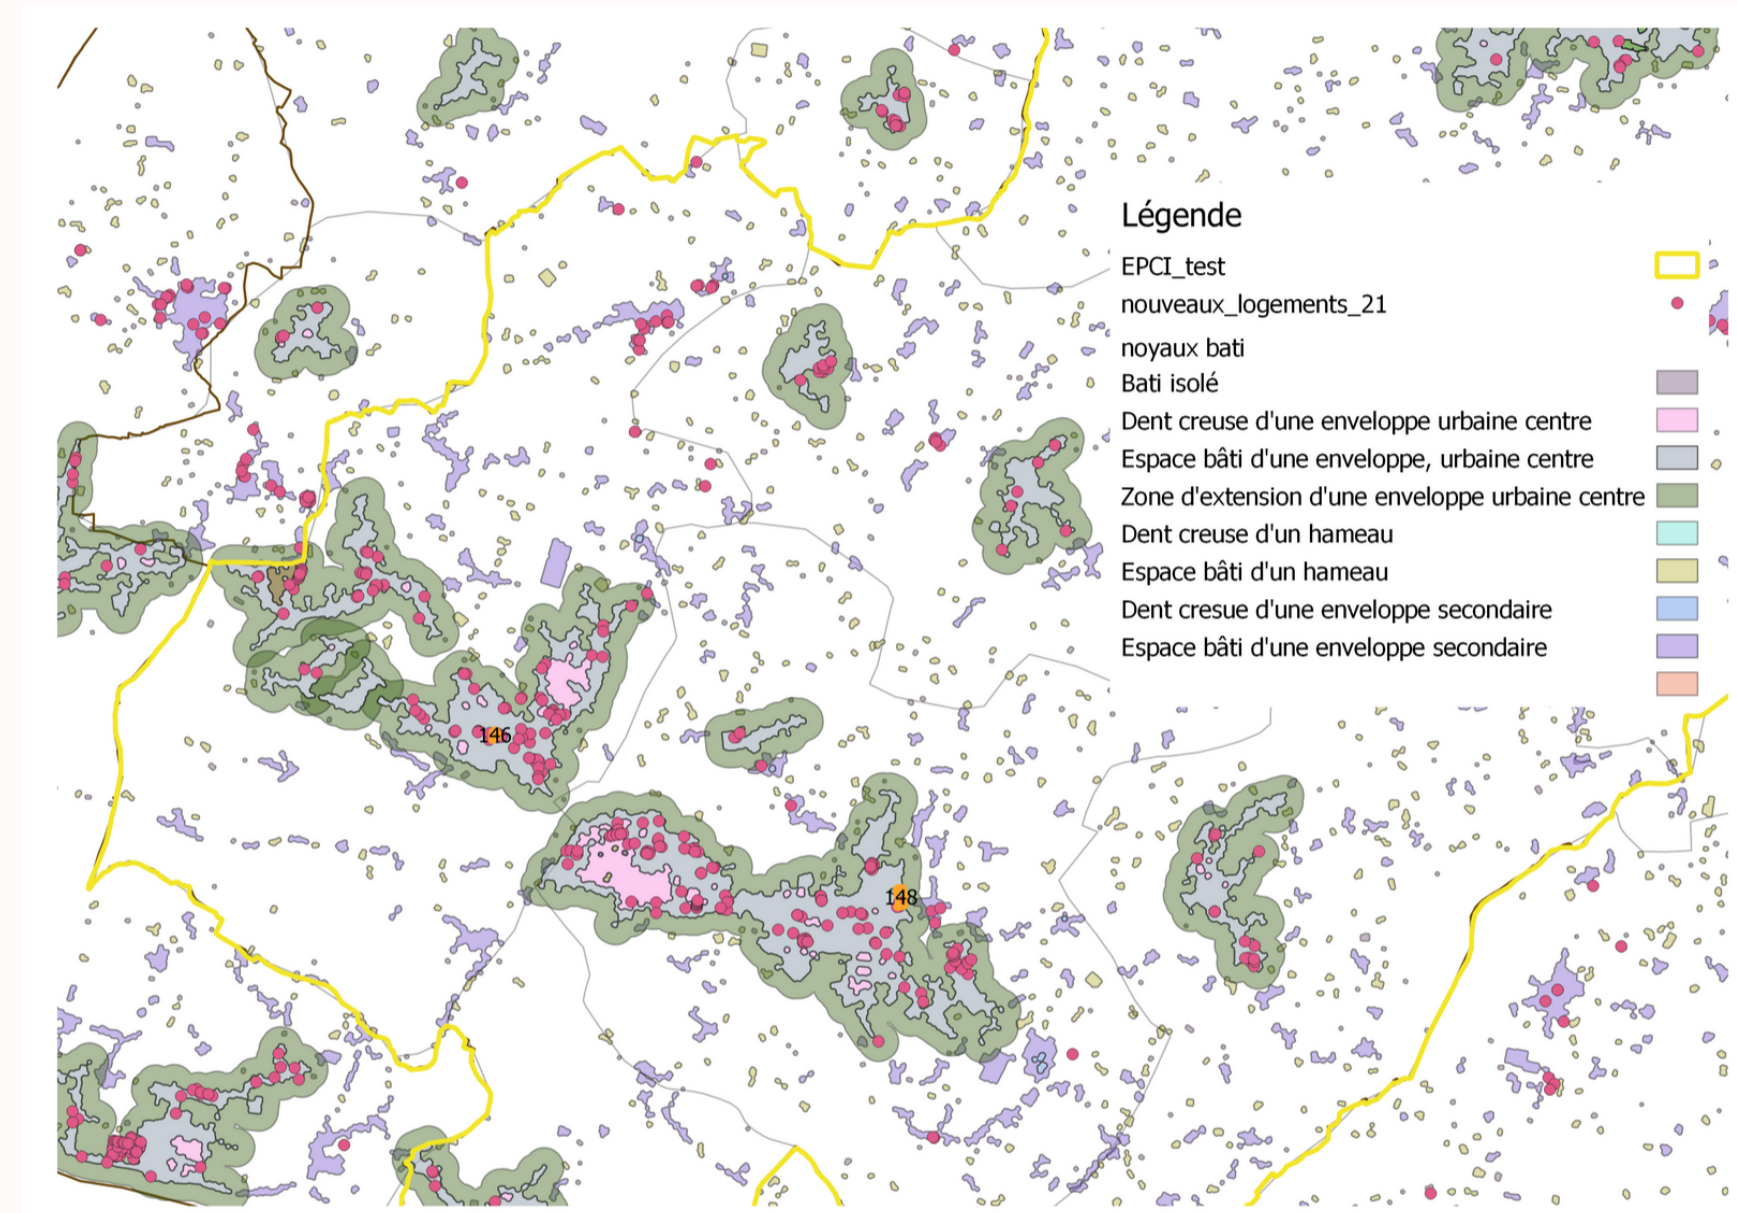 Légende
EPCI_test
nouveaux_logements_21
noyaux bati
Bati isolé
Dent creuse d'une enveloppe urbaine centre
Espace bâti d'une enveloppe, urbaine centre
Zone d'extension d'une enveloppe urbaine centre
Dent creuse d'un hameau
Espace bâti d'un hameau
Dent cresue d'une enveloppe secondaire
Espace bâti d'une enveloppe secondaire
146
148